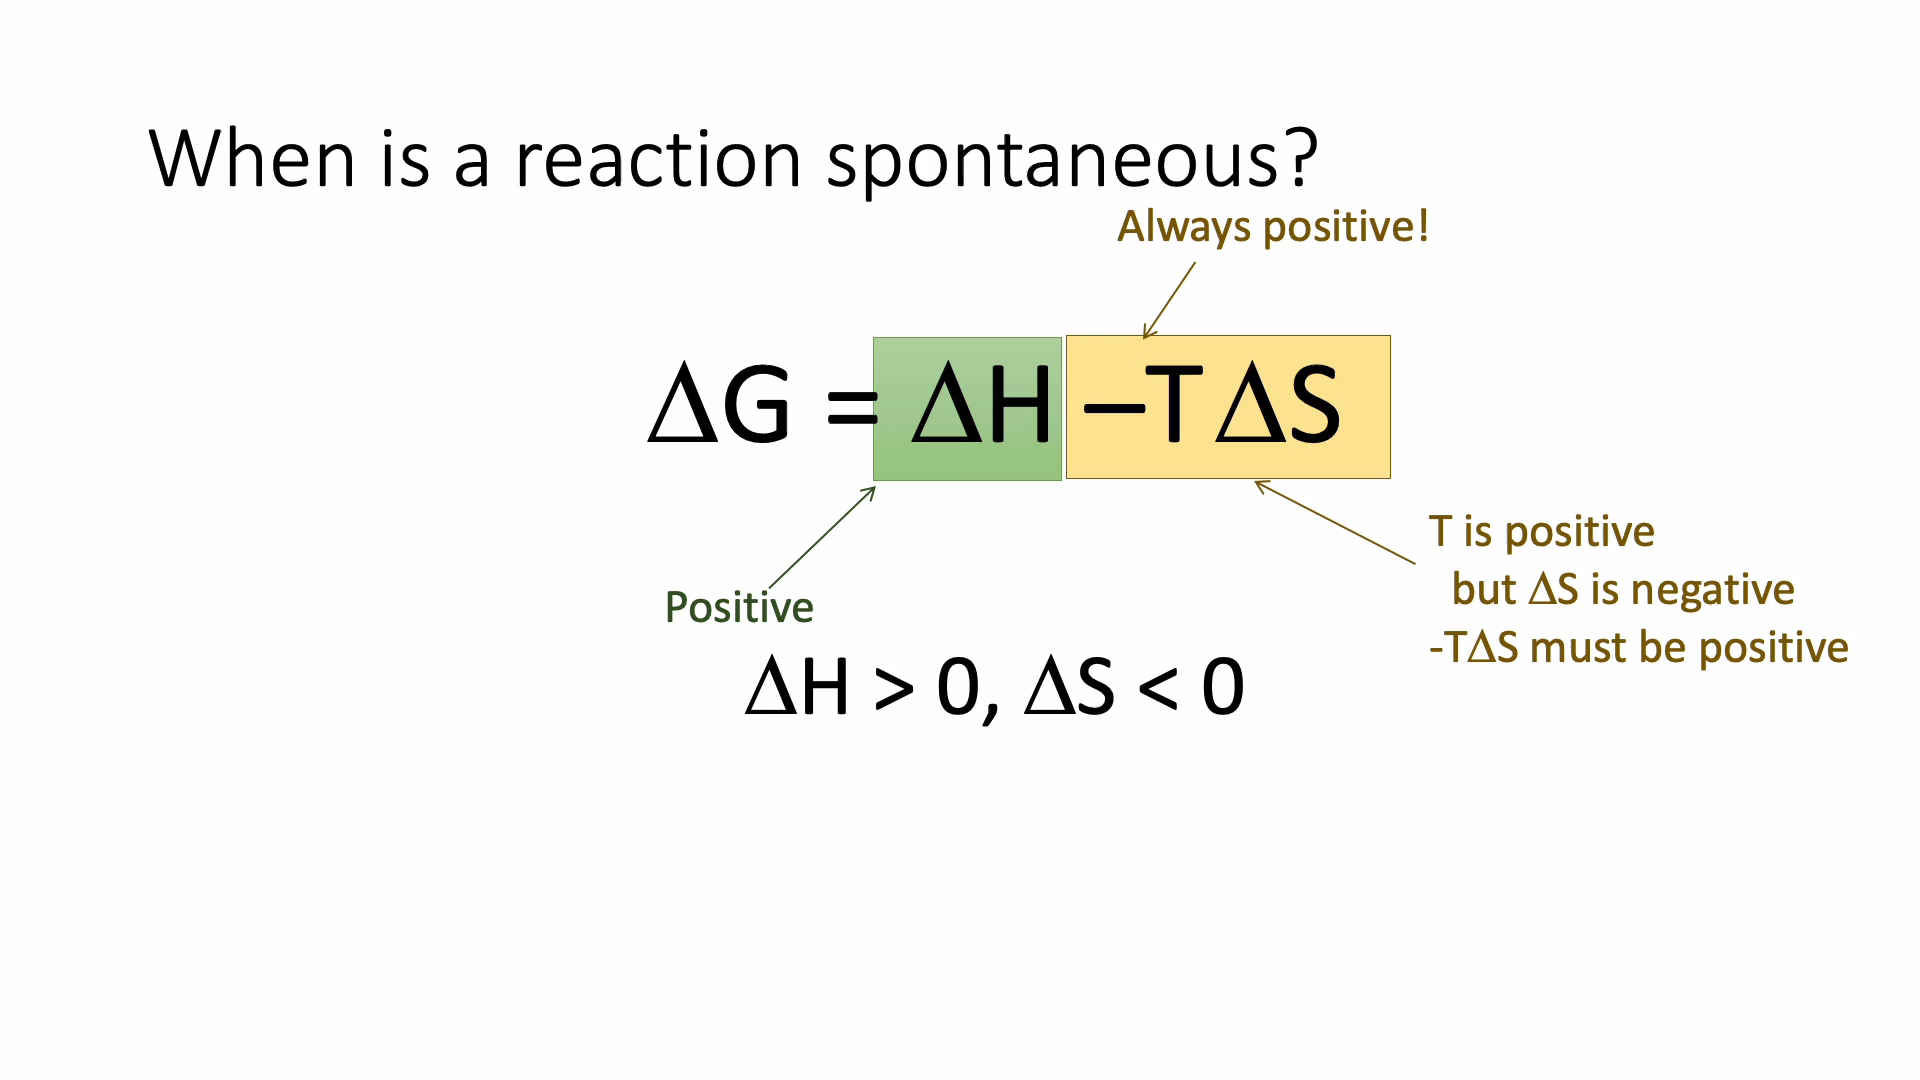 When is a reaction spontaneous?
Always positive!
ΔG = ΔH –TΔS
T is positive
but ΔS is negative
-TΔS must be positive
Positive
ΔH > 0, ΔS < 0